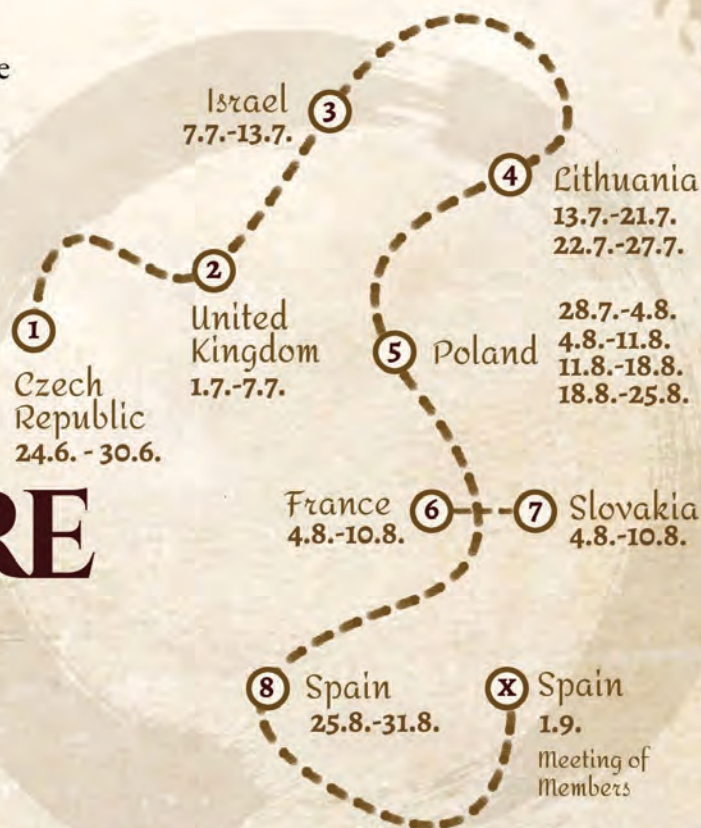 e
Israel
7.7.-13.7.
3
4
Lithuania
13.7.-21.7.
22.7.-27.7.
2
United
Kingdom
1.7.-7.7.
1
Czech
Republic
24.6. - 30.6.
5
Poland
28.7.-4.8.
4.8.-11.8.
11.8.-18.8.
18.8.-25.8.
RE
France
4.8.-10.8.
6
7
Slovakia
4.8.-10.8.
8
Spain
25.8.-31.8.
X
Spain
1.9.
Meeting of
Members